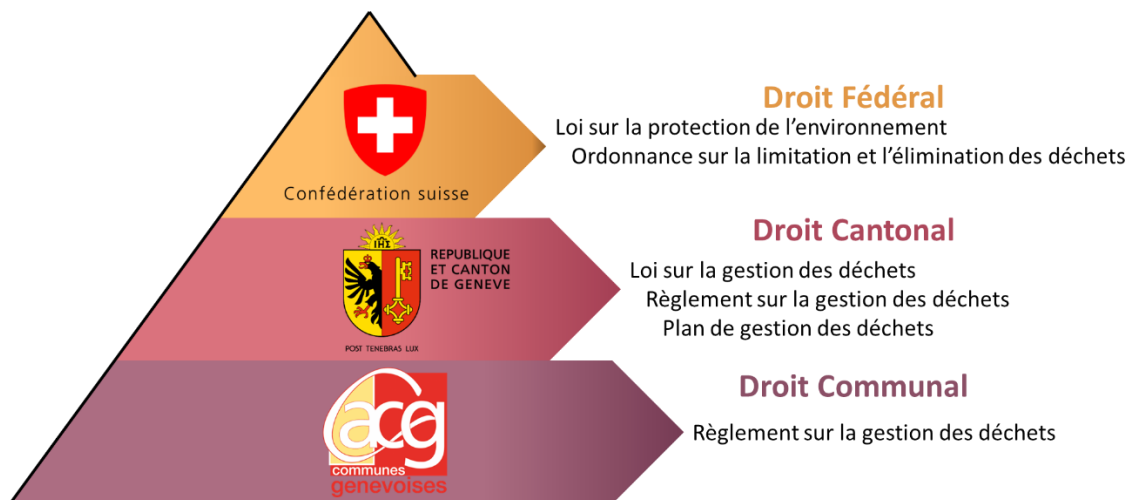 Confédération suisse
Droit Fédéral
Loi sur la protection de l'environnement
Ordonnance sur la limitation et l'élimination des déchets
IHS
REPUBLIQUE
ET CANTON
DE GENEVE
POST TENEBRAS LUX
Droit Cantonal
Loi sur la gestion des déchets
Règlement sur la gestion des déchets
Plan de gestion des déchets
acg
communes
genevoises
Droit Communal
Règlement sur la gestion des déchets